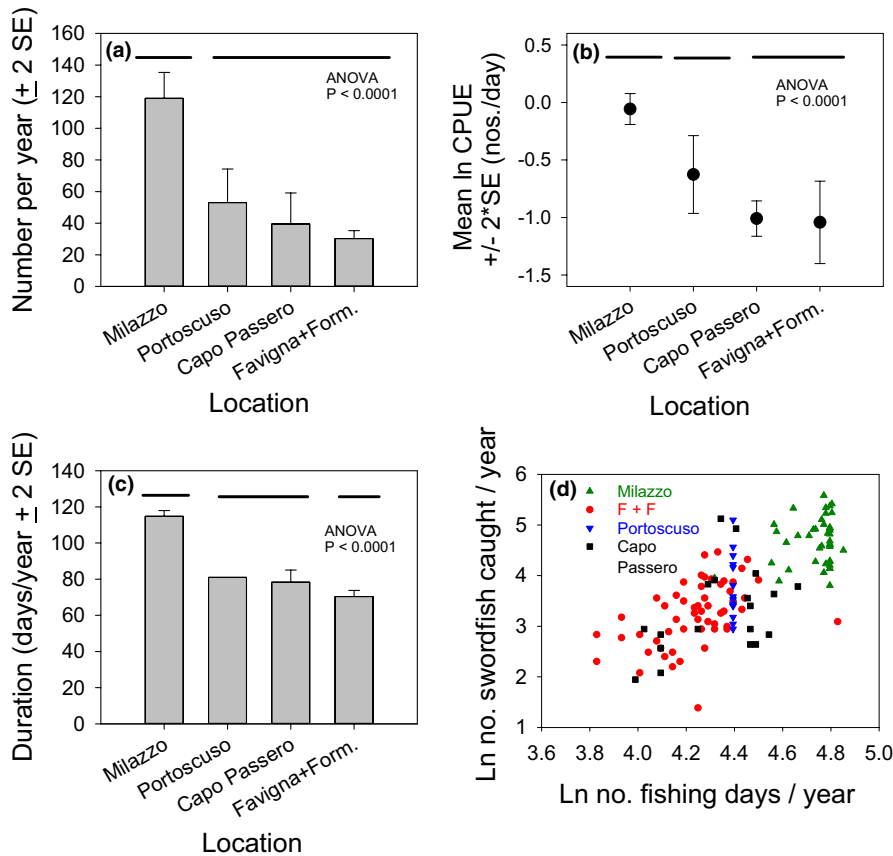 (a)
Number per year (± 2 SE)
160
140
120
100
80
60
40
20
0
ANOVA
P < 0.0001
Milazzo
Portoscuso
Capo Passero
Favigna+Form.
Location
(b)
Mean ln CPUE
+/- 2*SE (nos./day)
0.5
0.0
-0.5
-1.0
-1.5
ANOVA
P < 0.0001
Milazzo
Portoscuso
Capo Passero
Favigna+Form.
Location
(c)
Duration (days/year ± 2 SE)
140
120
100
80
60
40
20
0
ANOVA
P < 0.0001
Milazzo
Portoscuso
Capo Passero
Favigna+Form.
Location
(d)
Ln no. swordfish caught / year
6
5
4
3
2
1
Milazzo
F + F
Portoscuso
Capo
Passero
3.6 3.8 4.0 4.2 4.4 4.6 4.8 5.0
Ln no. fishing days / year